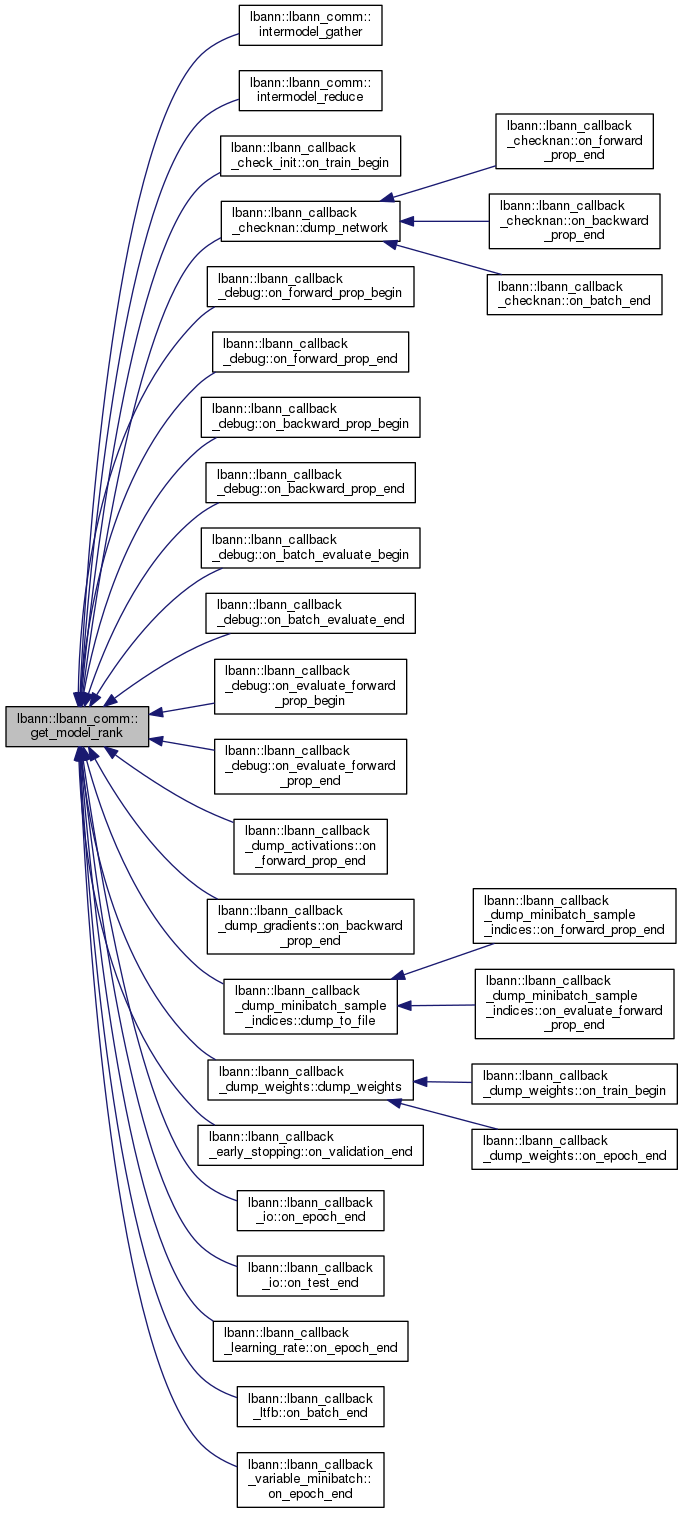 lbann::lbann_comm::
intermodel_gather
lbann::lbann_comm::
intermodel_reduce
lbann::lbann_callback
_check_init::on_train_begin
lbann::lbann_callback
_checknan::dump_network
lbann::lbann_callback
_checknan::on_forward
_prop_end
lbann::lbann_callback
_checknan::on_backward
_prop_end
lbann::lbann_callback
_checknan::on_batch_end
lbann::lbann_callback
_debug::on_forward_prop_begin
lbann::lbann_callback
_debug::on_forward_prop_end
lbann::lbann_callback
_debug::on_backward_prop_begin
lbann::lbann_callback
_debug::on_backward_prop_end
lbann::lbann_callback
_debug::on_batch_evaluate_begin
lbann::lbann_callback
_debug::on_batch_evaluate_end
lbann::lbann_callback
_debug::on_evaluate_forward
_prop_begin
lbann::lbann_comm::
get_model_rank
lbann::lbann_callback
_debug::on_evaluate_forward
_prop_end
lbann::lbann_callback
_dump_activations::on
_forward_prop_end
lbann::lbann_callback
_dump_gradients::on_backward
_prop_end
lbann::lbann_callback
_dump_minibatch_sample
_indices::dump_to_file
lbann::lbann_callback
_dump_minibatch_sample
_indices::on_forward_prop_end
lbann::lbann_callback
_dump_minibatch_sample
_indices::on_evaluate_forward
_prop_end
lbann::lbann_callback
_dump_weights::dump_weights
lbann::lbann_callback
_dump_weights::on_train_begin
lbann::lbann_callback
_dump_weights::on_epoch_end
lbann::lbann_callback
_early_stopping::on_validation_end
lbann::lbann_callback
_io::on_epoch_end
lbann::lbann_callback
_io::on_test_end
lbann::lbann_callback
_learning_rate::on_epoch_end
lbann::lbann_callback
_ltfb::on_batch_end
lbann::lbann_callback
_variable_minibatch::
on_epoch_end